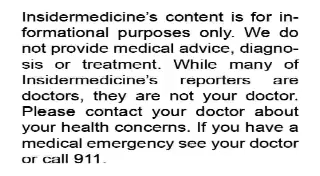 Insidermedicine's content is for in-
formational purposes only. We do
not provide medical advice, diagno-
sis or treatment. While many of
Insidermedicine's reporters are
doctors, they are not your doctor.
Please contact your doctor about
your health concerns. If you have a
medical emergency see your doctor
or call 911.